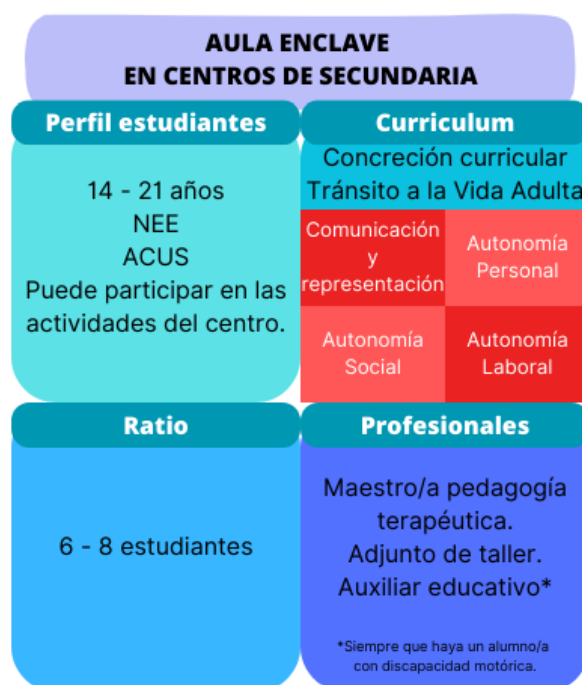 AULA ENCLAVE
EN CENTROS DE SECUNDARIA
Perfil estudiantes
14 - 21 años
NEE
ACUS
Puede participar en las
actividades del centro.
Curriculum
Concreción curricular
Tránsito a la Vida Adulta
Comunicación
y
representación
Autonomía
Personal
Autonomía
Social
Autonomía
Laboral
Ratio
6 - 8 estudiantes
Profesionales
Maestro/a pedagogía
terapéutica.
Adjunto de taller.
Auxiliar educativo*
*Siempre que haya un alumno/a
con discapacidad motórica.